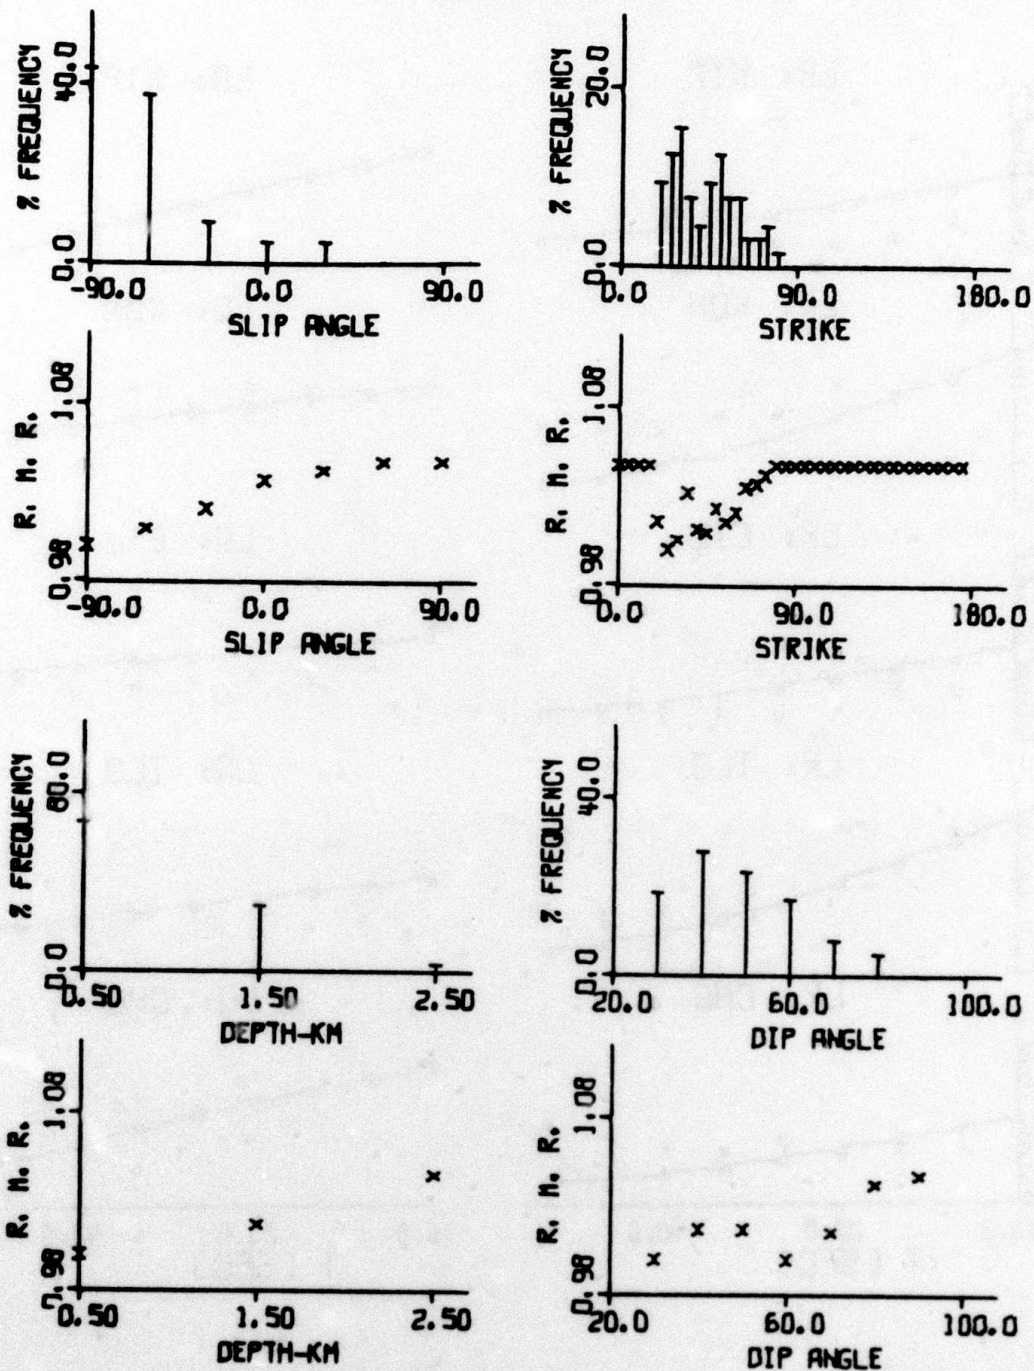 % FREQUENCY
40.0
0.0
-90.0 0.0 90.0
SLIP ANGLE
% FREQUENCY
20.0
0.0
0.0 90.0 180.0
STRIKE
R. M. R.
1.08
0.98
-90.0 0.0 90.0
SLIP ANGLE
R. M. R.
1.08
0.98
0.0 90.0 180.0
STRIKE
% FREQUENCY
80.0
0.0
0.50 1.50 2.50
DEPTH-KM
% FREQUENCY
40.0
0.0
20.0 60.0 100.0
DIP ANGLE
R. M. R.
1.08
0.98
0.50 1.50 2.50
DEPTH-KM
R. M. R.
1.08
0.98
20.0 60.0 100.0
DIP ANGLE